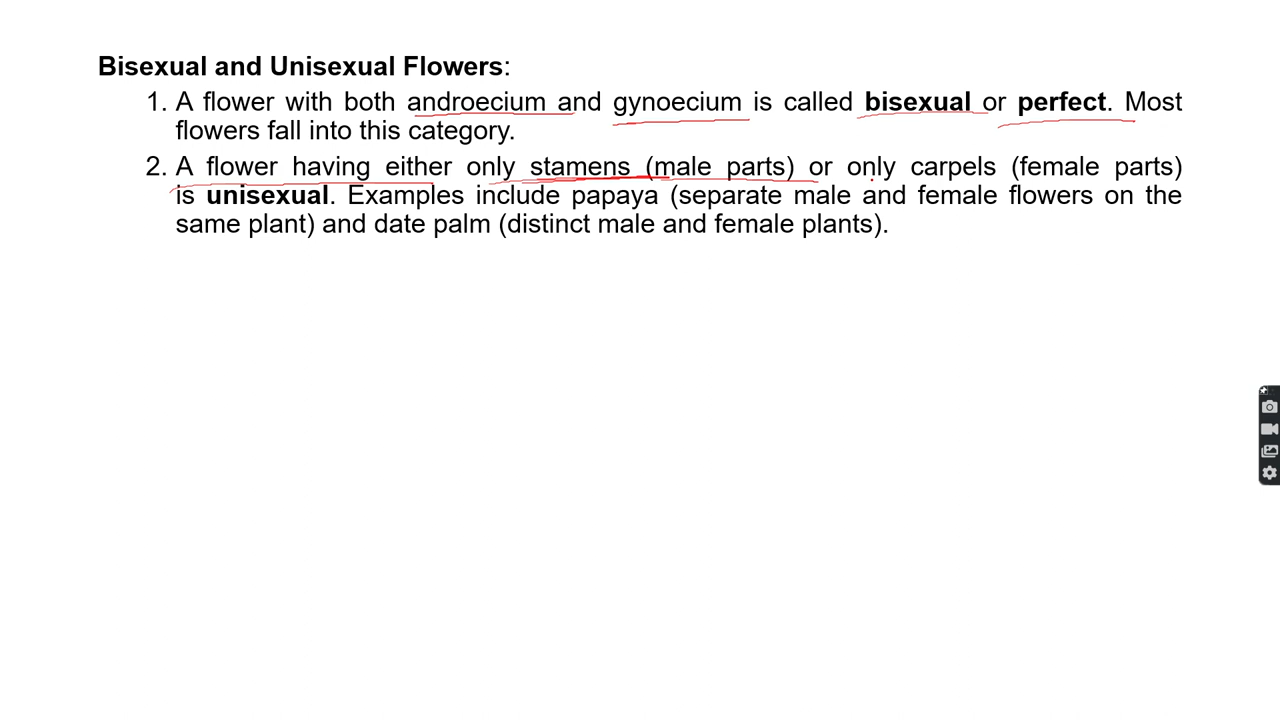 Bisexual and Unisexual Flowers:
1. A flower with both androecium and gynoecium is called bisexual or perfect. Most
flowers fall into this category.
2. A flower having either only stamens (male parts) or only carpels (female parts)
is unisexual. Examples include papaya (separate male and female flowers on the
same plant) and date palm (distinct male and female plants).